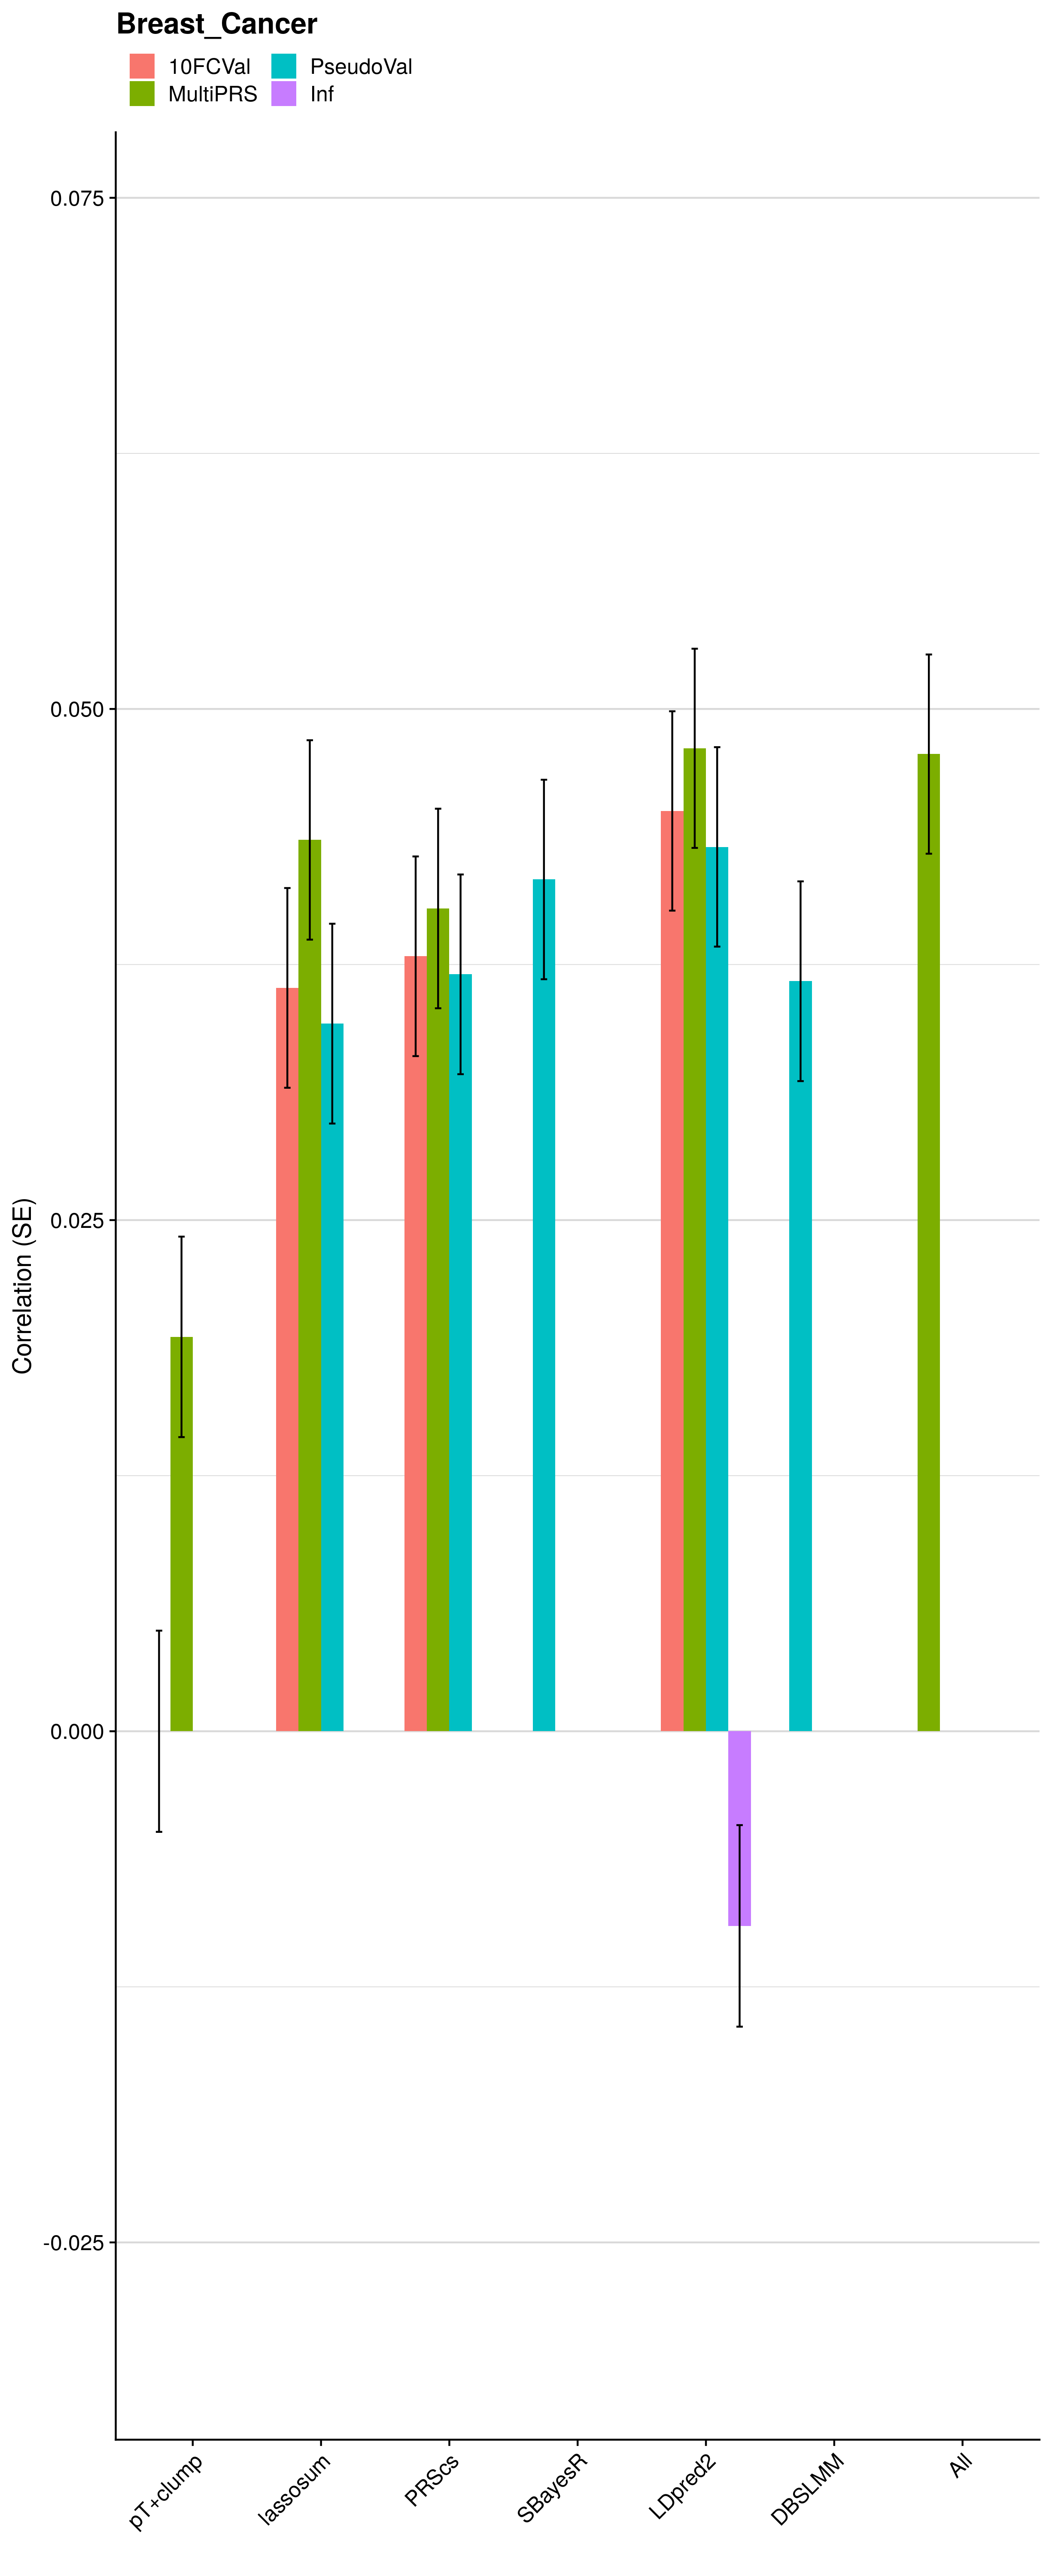 Breast_Cancer
10FCVal PseudoVal
MultiPRS Inf
Correlation (SE)
0.075
0.050
0.025
0.000
-0.025
pT+clump lassosum PRScs SBayesR LDpred2 DBSLMM All